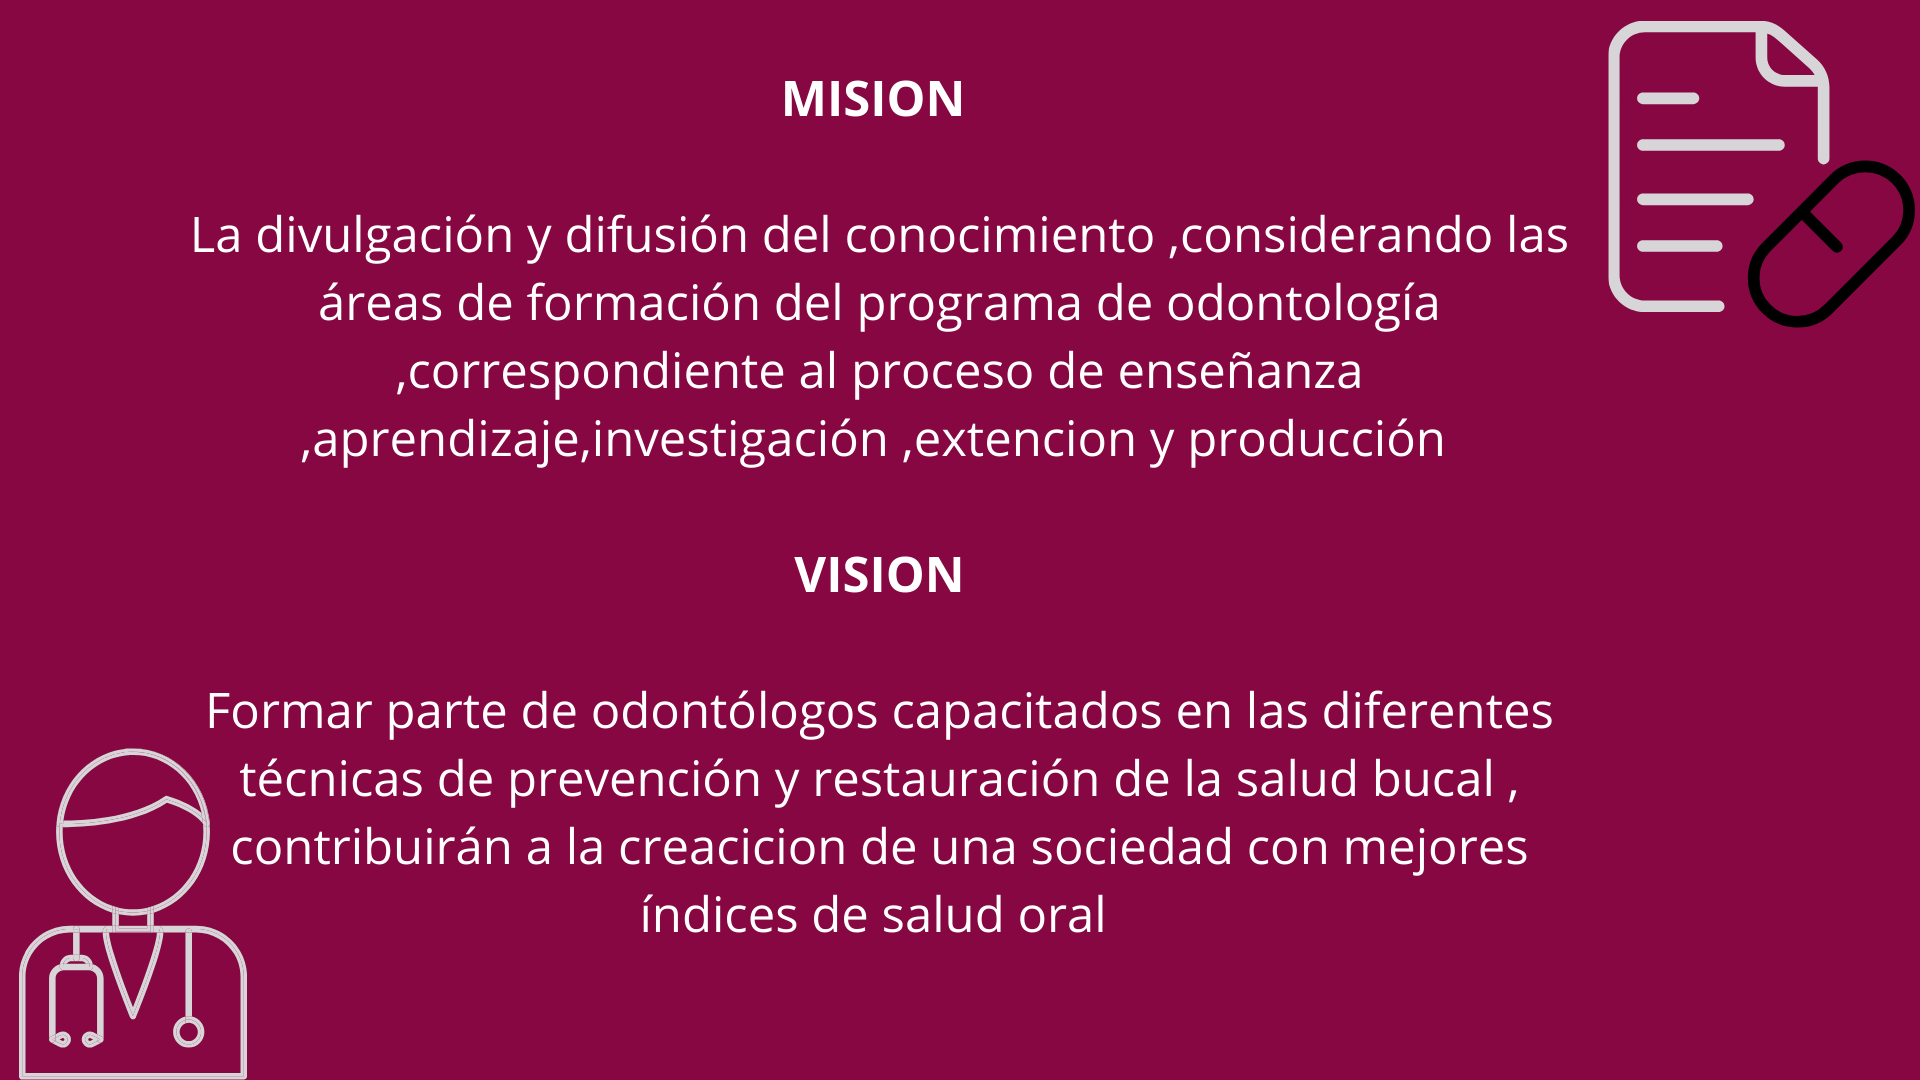 MISION
La divulgación y difusión del conocimiento ,considerando las
áreas de formación del programa de odontología
,correspondiente al proceso de enseñanza
,aprendizaje,investigación ,extencion y producción
VISION
Formar parte de odontólogos capacitados en las diferentes
técnicas de prevención y restauración de la salud bucal ,
contribuirán a la creacicion de una sociedad con mejores
índices de salud oral